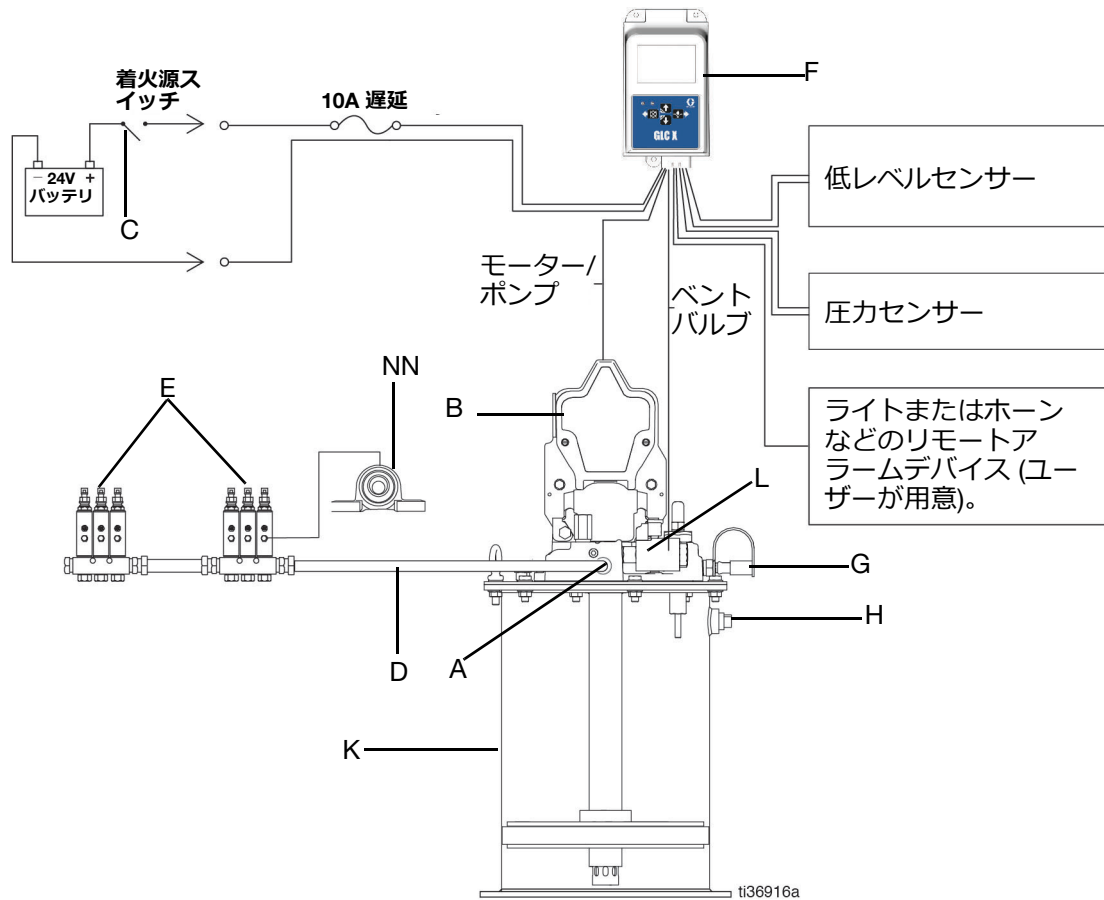 着火源ス
イッチ
10A 遅延
F
GLC X
低レベルセンサー
− 24V +
バッテリ
C
モーター/
ポンプ
ベント
バルブ
圧力センサー
NN
E
B
ライトまたはホーン
などのリモートア
ラームデバイス (ユー
ザーが用意)。
L
G
H
D
A
K
ti36916a